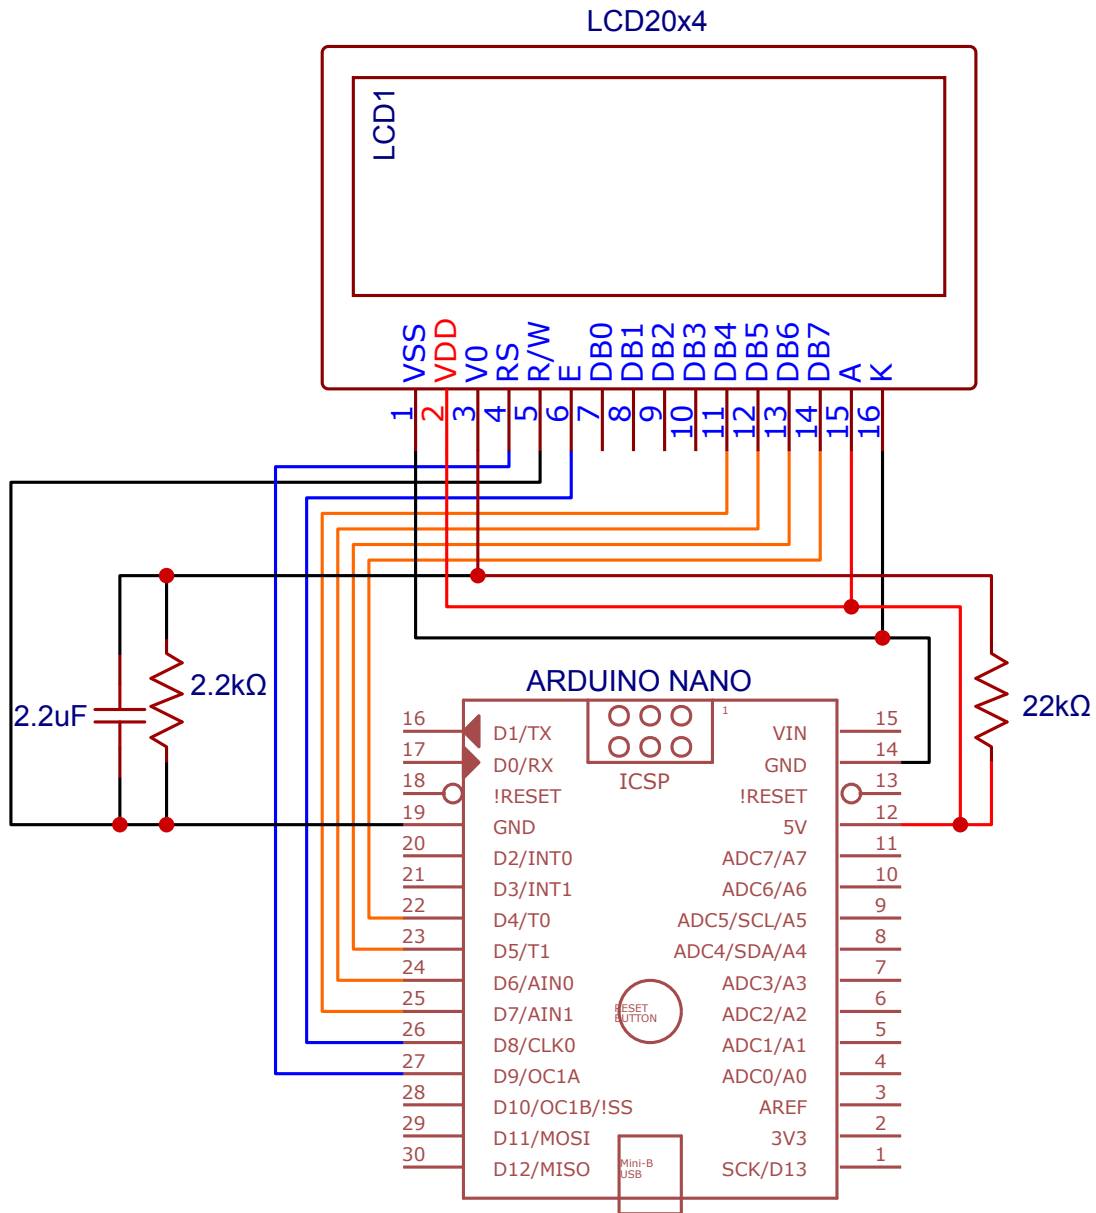 LCD20x4
LCD1
VSS
VDD
V0
RS
R/W
E
DB0
DB1
DB2
DB3
DB4
DB5
DB6
DB7
A
K
1
2
3
4
5
6
7
8
9
10
11
12
13
14
15
16
2.2uF
2.2kΩ
22kΩ
ARDUINO NANO
1
ICSP
16 D1/TX VIN 15
17 D0/RX GND 14
18 !RESET !RESET 13
19 GND 5V 12
20 D2/INT0 ADC7/A7 11
21 D3/INT1 ADC6/A6 10
22 D4/T0 ADC5/SCL/A5 9
23 D5/T1 ADC4/SDA/A4 8
24 D6/AIN0 ADC3/A3 7
25 D7/AIN1 ADC2/A2 6
RESET
BUTTON
26 D8/CLK0 ADC1/A1 5
27 D9/OC1A ADC0/A0 4
28 D10/OC1B/!SS AREF 3
29 D11/MOSI 3V3 2
30 D12/MISO SCK/D13 1
Mini-B
USB